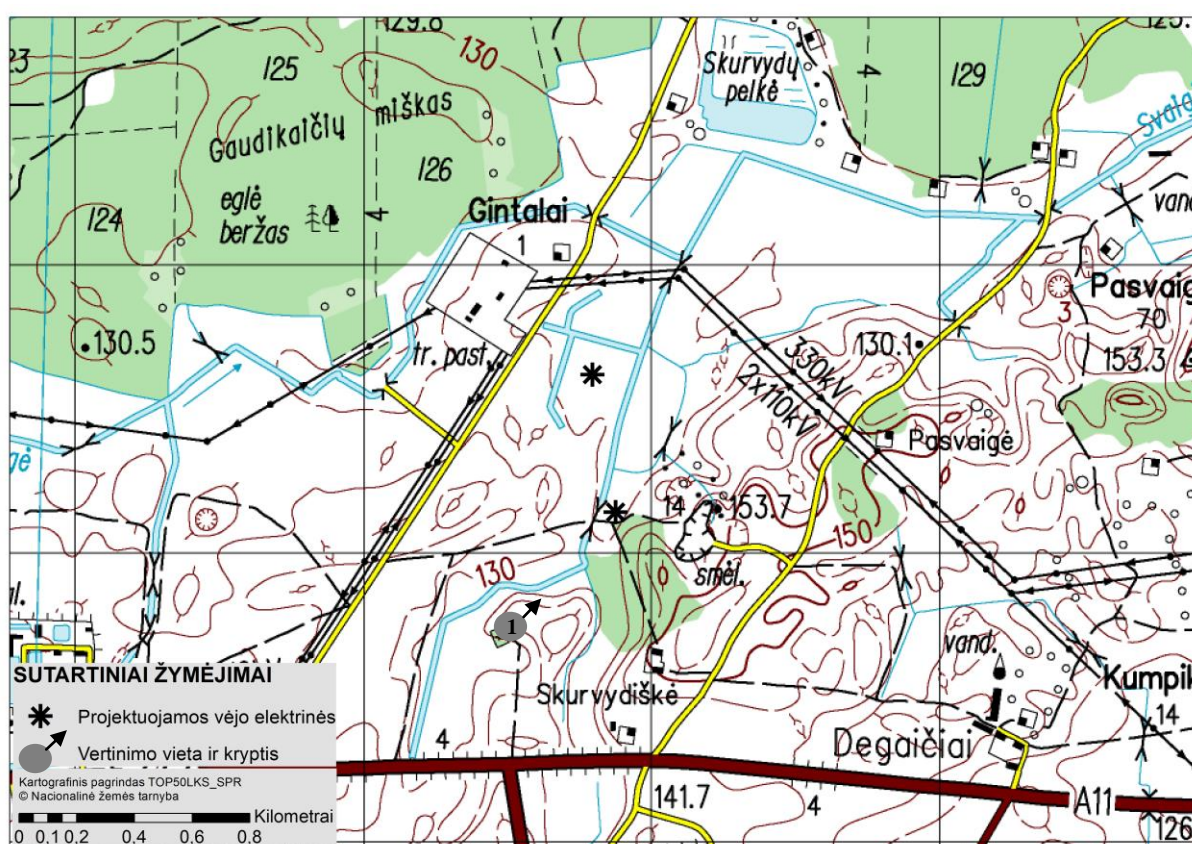 129.8
130
125
Skurvydų
pelkė
4
129
Gaudikaičių
miškas
126
124
eglė
beržas
4
Gintalai
1
Pasvaig
70
3
130.5
tr. past.
330kV
2x110kV
130.1
153.3
Pasvaigė
14
153.7
150
smėl.
130
1
vand.
Skurvydiškė
Kumpik
14
Degaičiai
4
141.7
4
A11
126
SUTARTINIAI ŽYMĖJIMAI
Projektuojamos vėjo elektrinės
Vertinimo vieta ir kryptis
Kartografinis pagrindas TOP50LKS_SPR
© Nacionalinė žemės tarnyba
Kilometrai
0 0,1 0,2 0,4 0,6 0,8